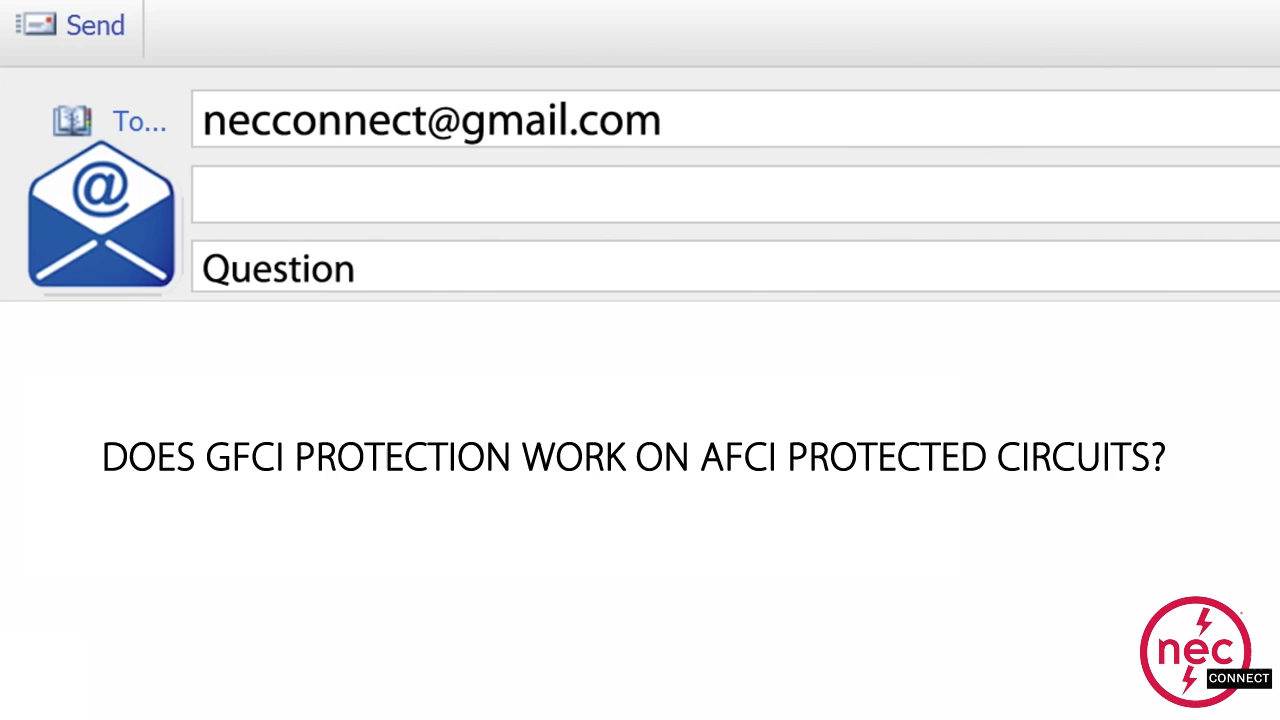 Send
To...
necconnect@gmail.com
@
Question
DOES GFCI PROTECTION WORK ON AFCI PROTECTED CIRCUITS?
nec
CONNECT